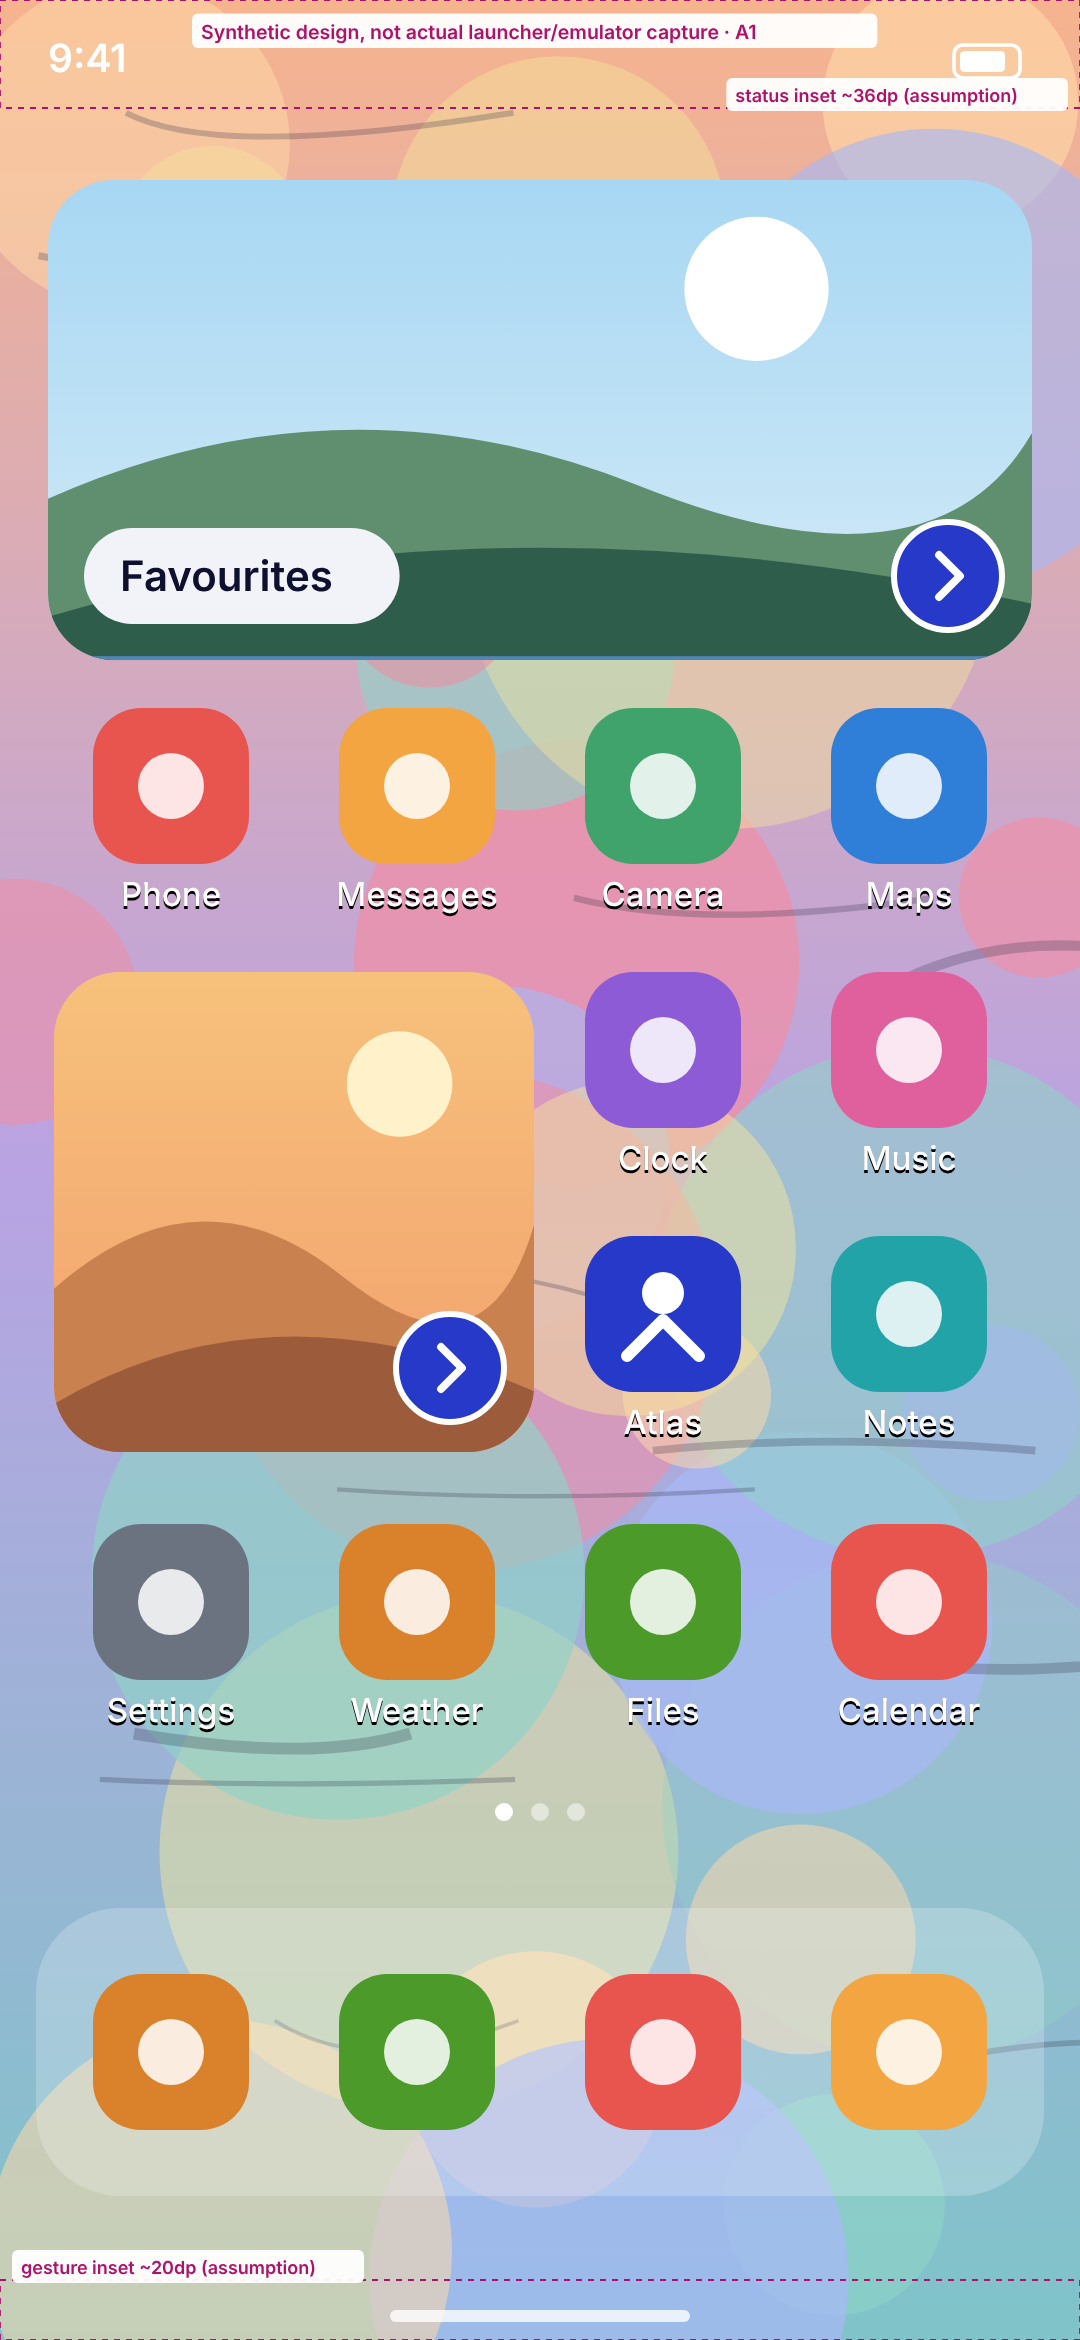 Synthetic design, not actual launcher/emulator capture · A1
9:41
status inset ~36dp (assumption)
Favourites
Phone
Messages
Camera
Maps
Clock
Music
Atlas
Notes
Settings
Weather
Files
Calendar
gesture inset ~20dp (assumption)